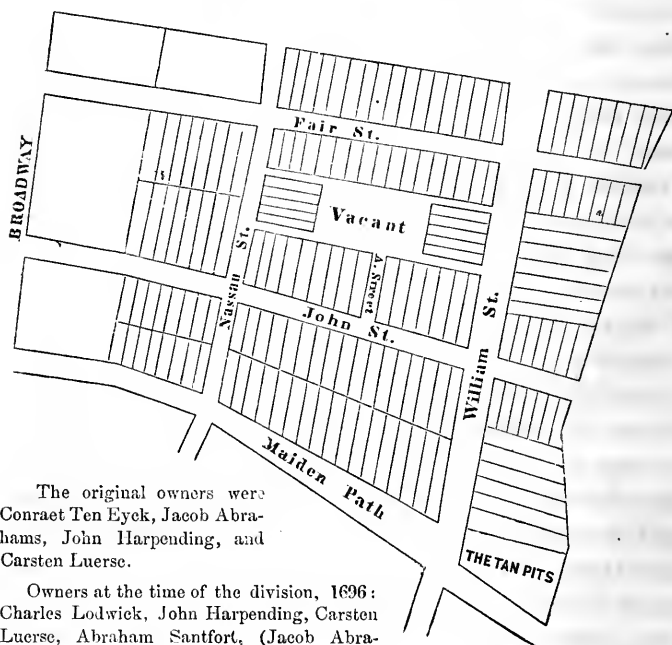 Fair St.
BROADWAY
Vacant
Nassau St.
A. Street
John St.
William St.
Maiden Path
THE TAN PITS
The original owners were
Conraet Ten Eyck, Jacob Abra-
hams, John Harpending, and
Carsten Luerse.
Owners at the time of the division, 1696:
Charles Lodwick, John Harpending, Carsten
Luerse, Abraham Santfort, (Jacob Abra-